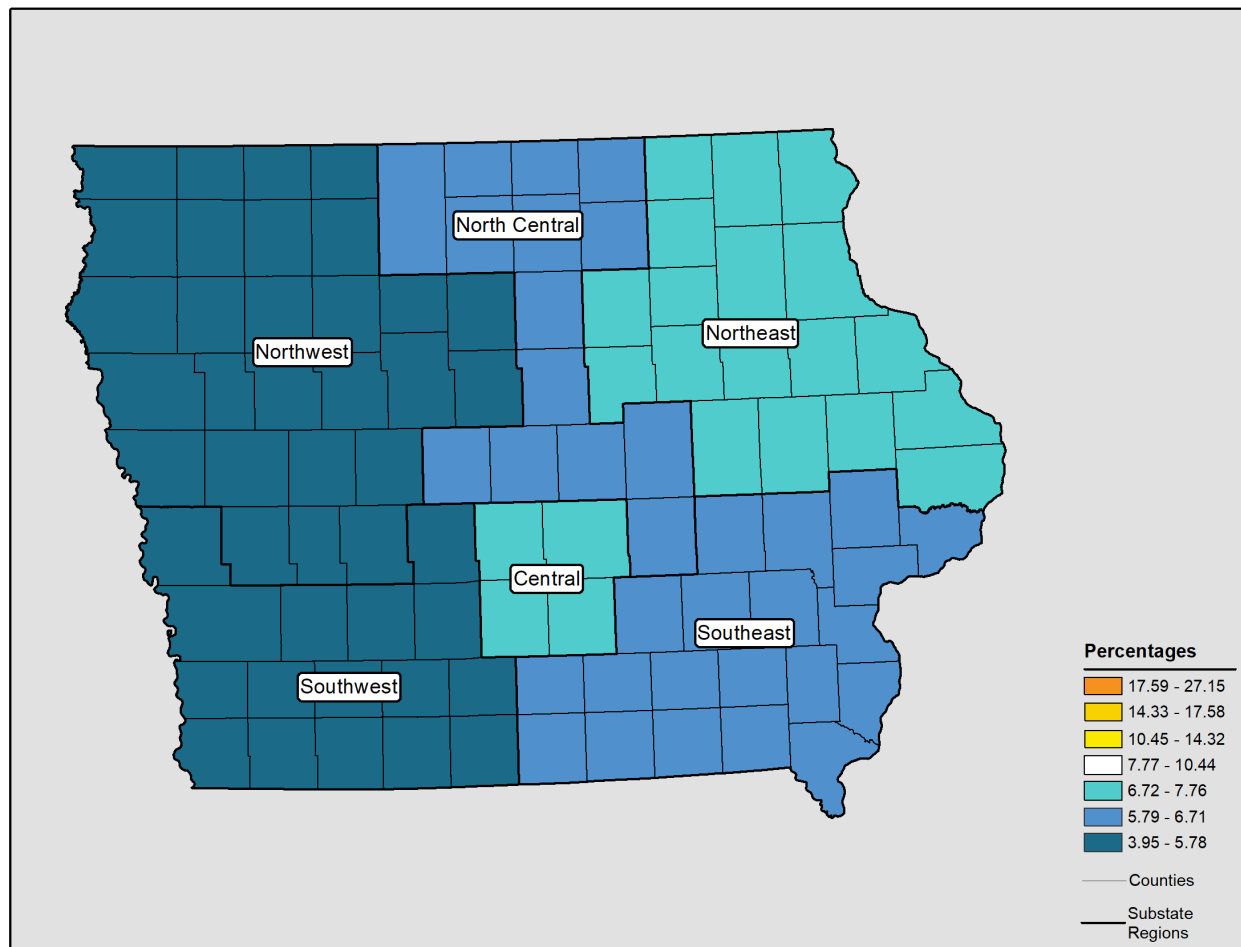 North Central
Northeast
Northwest
Central
Southeast
Southwest
Percentages
17.59 - 27.15
14.33 - 17.58
10.45 - 14.32
7.77 - 10.44
6.72 - 7.76
5.79 - 6.71
3.95 - 5.78
Counties
Substate
Regions